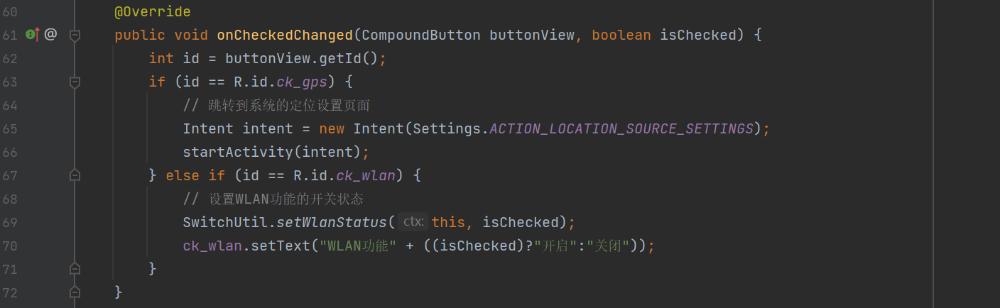 60 @Override
61 @ public void onCheckedChanged(CompoundButton buttonView, boolean isChecked) {
62 int id = buttonView.getId();
63 if (id == R.id.ck_gps) {
64 // 跳转到系统的定位设置页面
65 Intent intent = new Intent(Settings.ACTION_LOCATION_SOURCE_SETTINGS);
66 startActivity(intent);
67 } else if (id == R.id.ck_wlan) {
68 // 设置WLAN功能的开关状态
69 SwitchUtil.setWlanStatus( ctx: this, isChecked);
70 ck_wlan.setText("WLAN功能" + ((isChecked)?"开启":"关闭"));
71 }
72 }